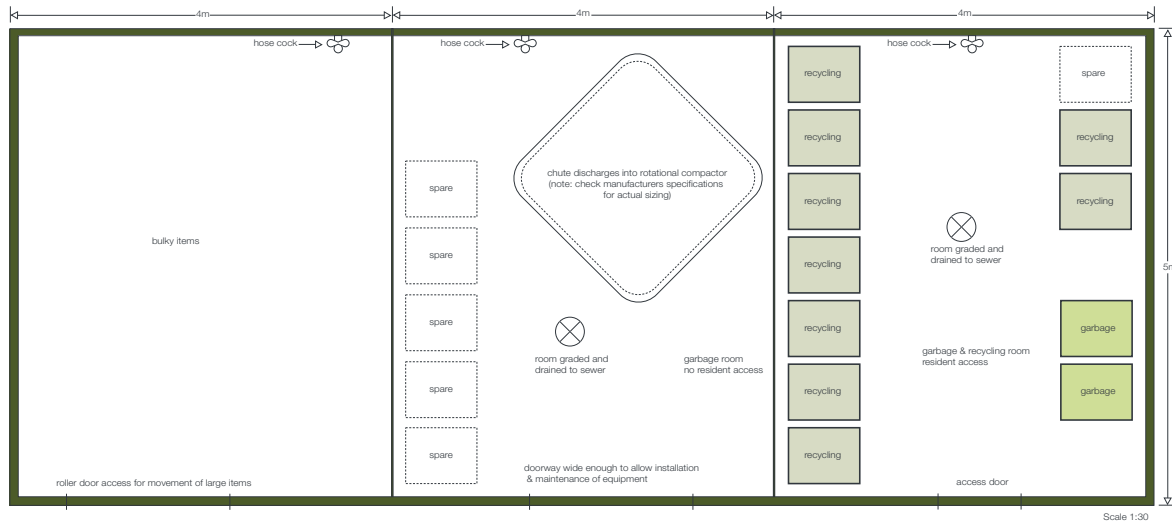 4m
4m
4m
hose cock
hose cock
hose cock
bulky items
roller door access for movement of large items
spare
spare
spare
spare
spare
chute discharges into rotational compactor
(note: check manufacturers specifications
for actual sizing)
room graded and
drained to sewer
garbage room
no resident access
doorway wide enough to allow installation
& maintenance of equipment
recycling
recycling
recycling
recycling
recycling
recycling
recycling
spare
recycling
recycling
room graded and
drained to sewer
garbage & recycling room
resident access
garbage
garbage
access door
Scale 1:30